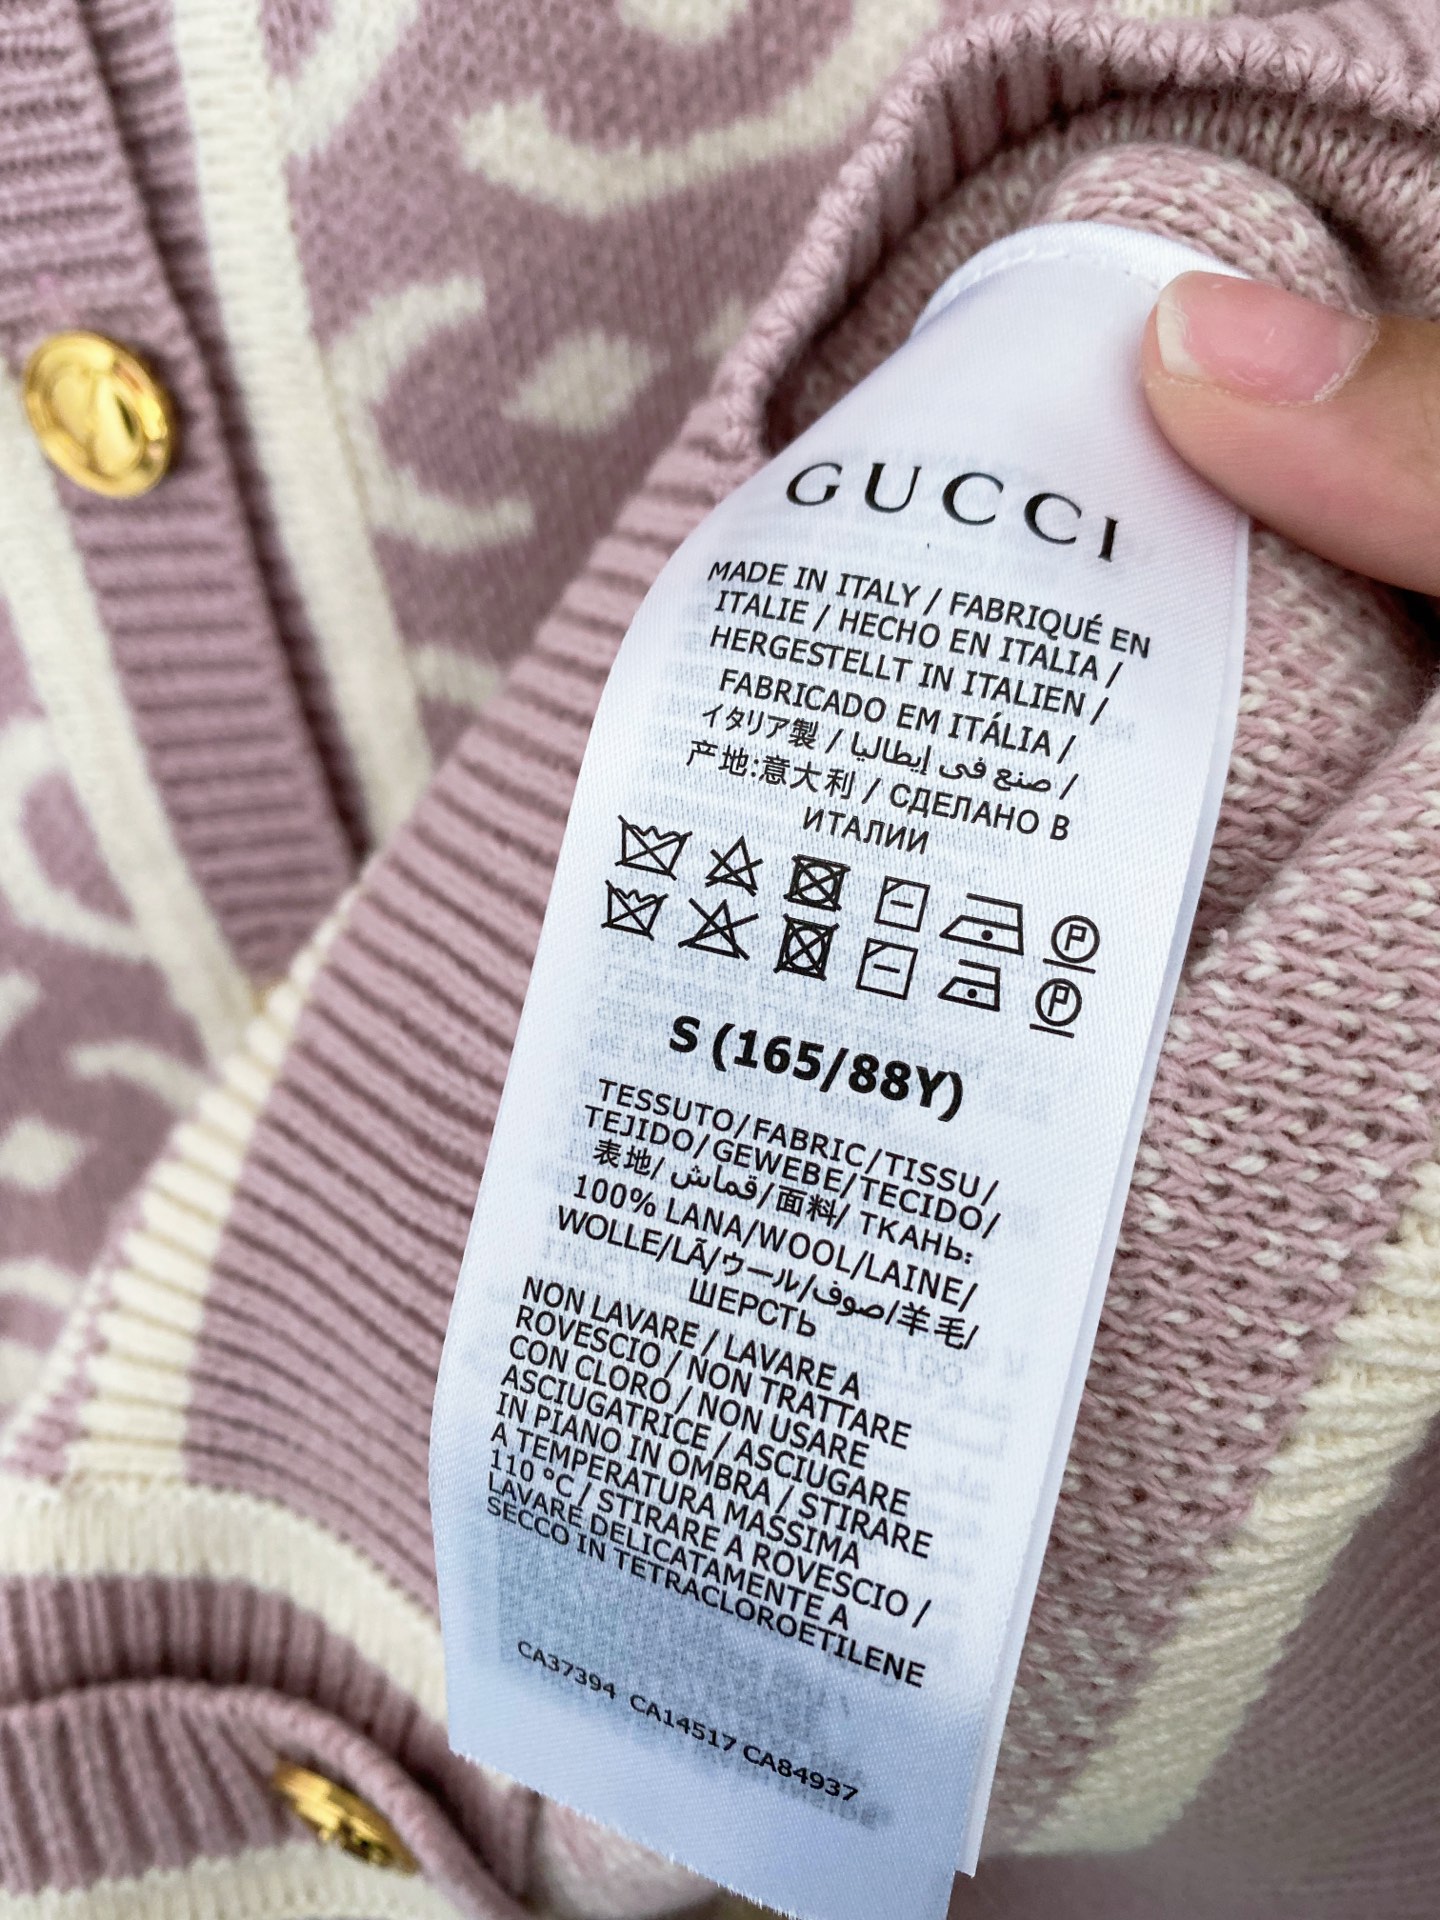 GUCCI
MADE IN ITALY / FABRIQUÉ EN
ITALIE / HECHO EN ITALIA /
HERGESTELLT IN ITALIEN /
FABRICADO EM ITÁLIA /
イタリア製 / صنع في إيطاليا /
产地:意大利 / СДЕЛАНО В
ИТАЛИИ
S (165/88Y)
TESSUTO/FABRIC/TISSU/
TEJIDO/GEWEBE/TECIDO/
表地/ قماش/面料/ ТКАНЬ:
100% LANA/WOOL/LAINE/
WOLLE/LÃ/ウール/صوف/羊毛/
ШЕРСТЬ
NON LAVARE / LAVARE A
ROVESCIO / NON TRATTARE
CON CLORO / NON USARE
ASCIUGATRICE / ASCIUGARE
IN PIANO IN OMBRA / STIRARE
A TEMPERATURA MASSIMA
110 °C / STIRARE A ROVESCIO /
LAVARE DELICATAMENTE A
SECCO IN TETRACLOROETILENE
CA37394 CA14517 CA84937